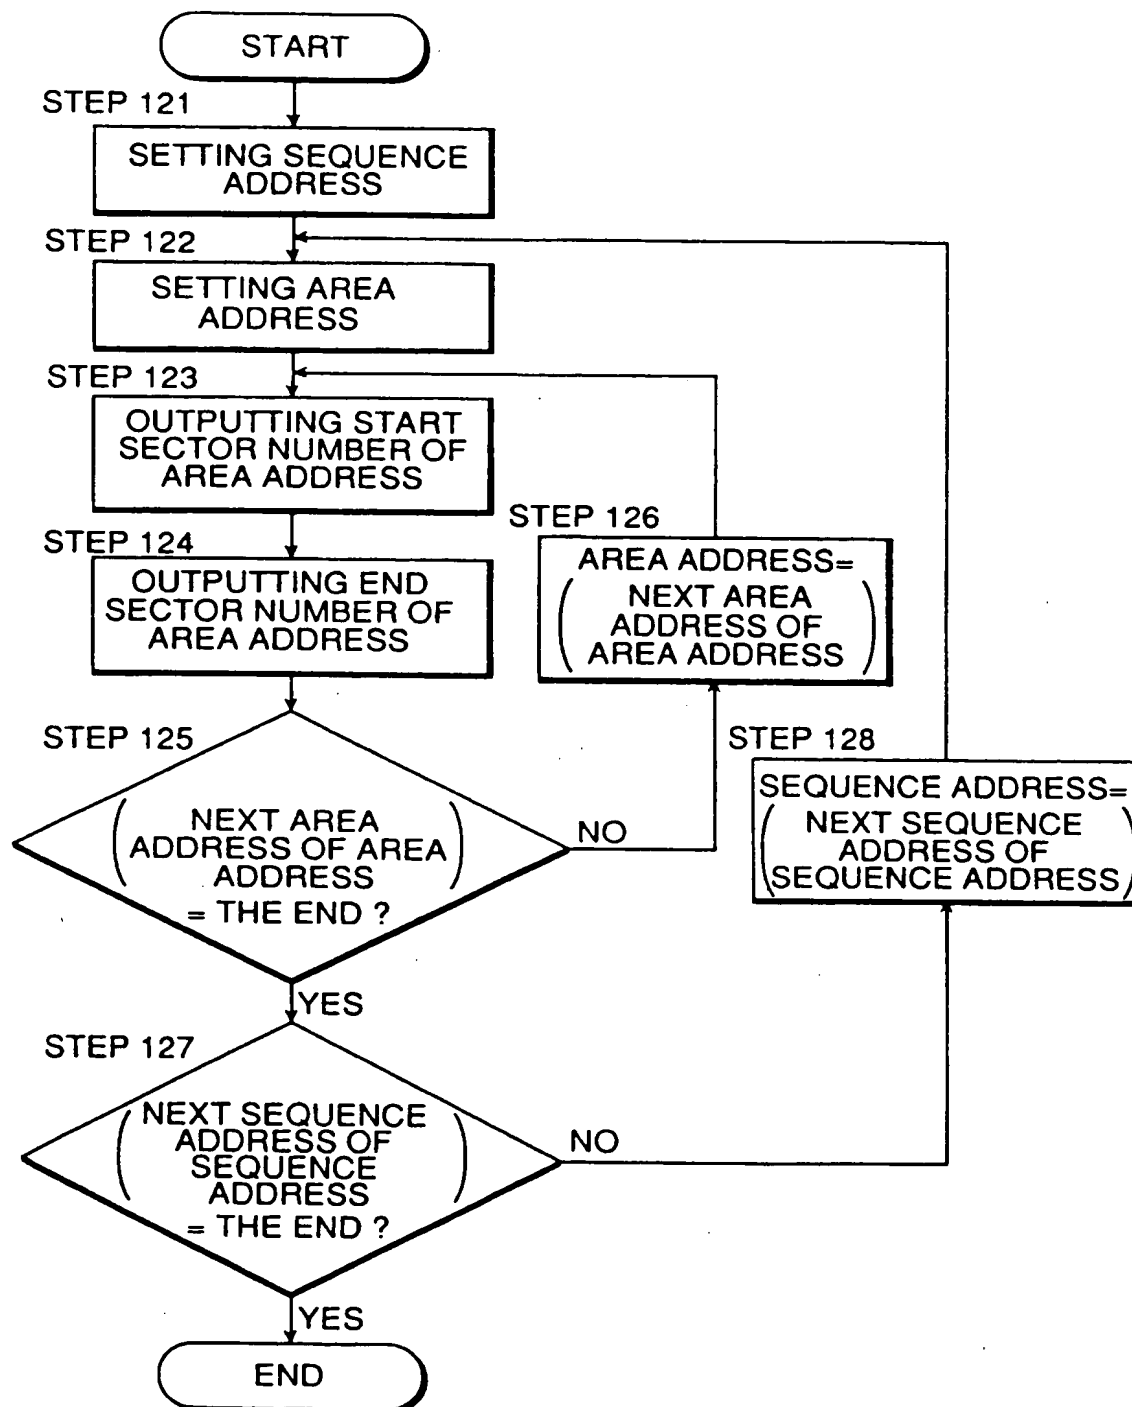 START
STEP 121
SETTING SEQUENCE
ADDRESS
STEP 122
SETTING AREA
ADDRESS
STEP 123
OUTPUTTING START
SECTOR NUMBER OF
AREA ADDRESS
STEP 124
OUTPUTTING END
SECTOR NUMBER OF
AREA ADDRESS
STEP 126
AREA ADDRESS=
( NEXT AREA
ADDRESS OF
AREA ADDRESS )
STEP 125
( NEXT AREA
ADDRESS OF AREA
ADDRESS )
= THE END ?
NO
YES
STEP 128
SEQUENCE ADDRESS=
( NEXT SEQUENCE
ADDRESS OF
SEQUENCE ADDRESS )
STEP 127
( NEXT SEQUENCE
ADDRESS OF
SEQUENCE
ADDRESS )
= THE END ?
NO
YES
END